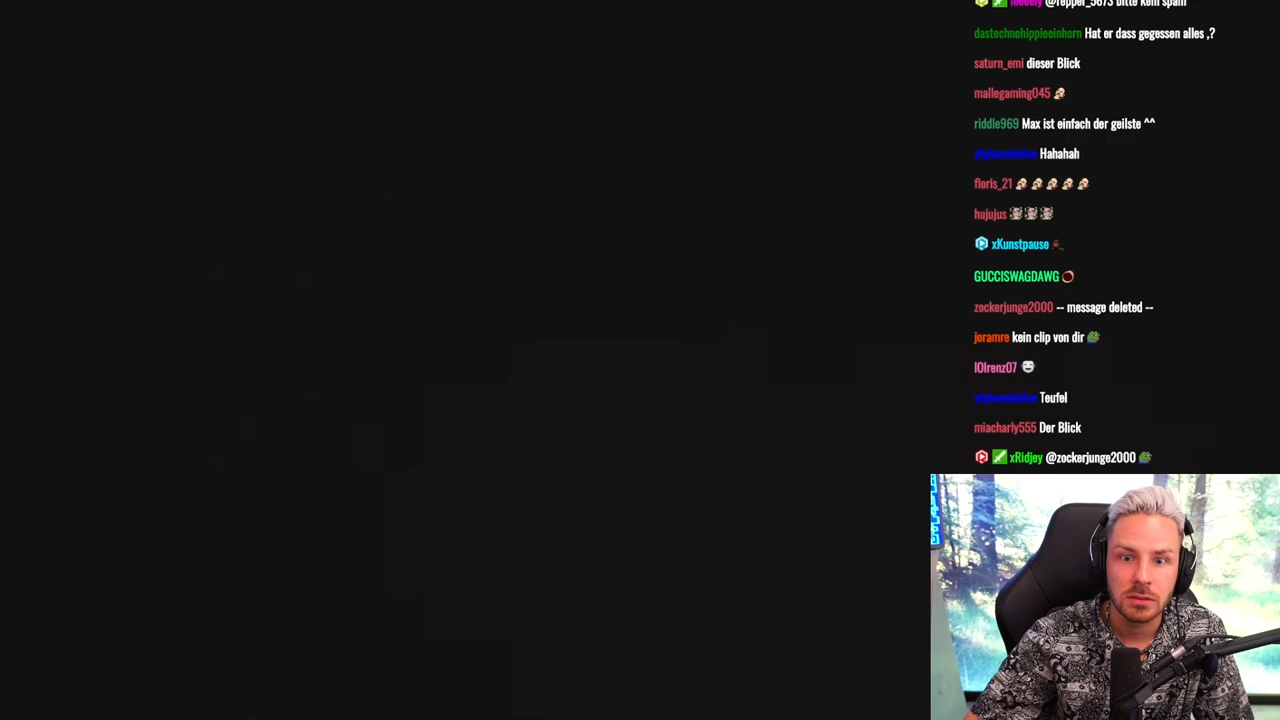 @repper_5673 bitte kein spam
dastechnohippieeinhorn Hat er dass gegessen alles ,?
saturn_emi dieser Blick
mallegaming045
riddle969 Max ist einfach der geilste ^^
Hahahah
floris_21
hujujus
xKunstpause
GUCCISWAGDAWG
zockerjunge2000 -- message deleted --
joramre kein clip von dir
lOlrenz07
Teufel
miacharly555 Der Blick
xRidjey @zockerjunge2000